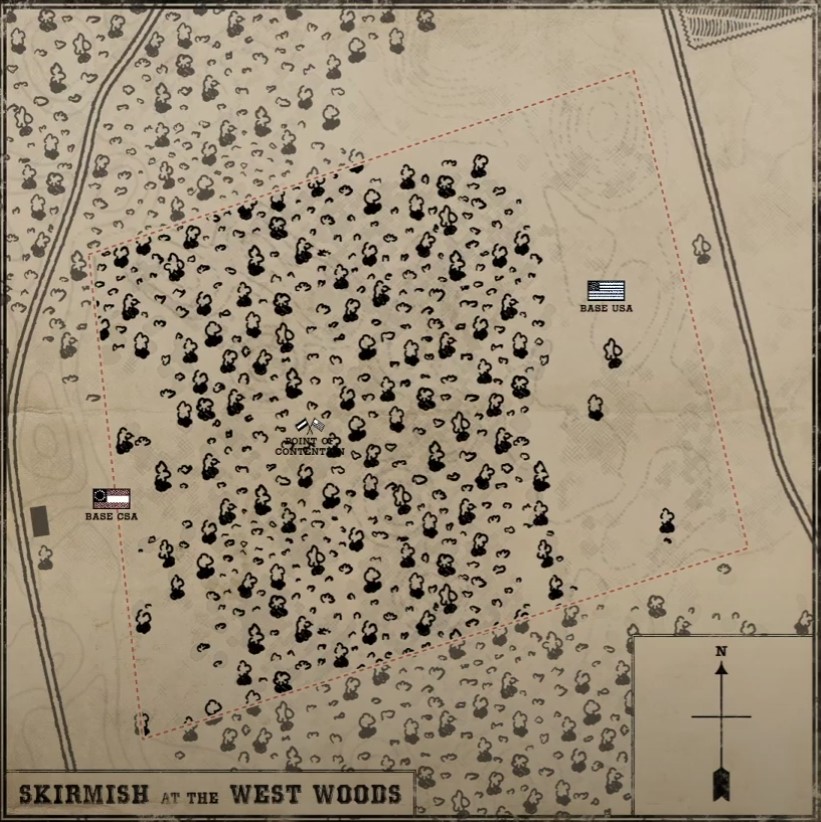 BASE USA
POINT OF
CONTENTION
BASE CSA
N
SKIRMISH AT THE WEST WOODS